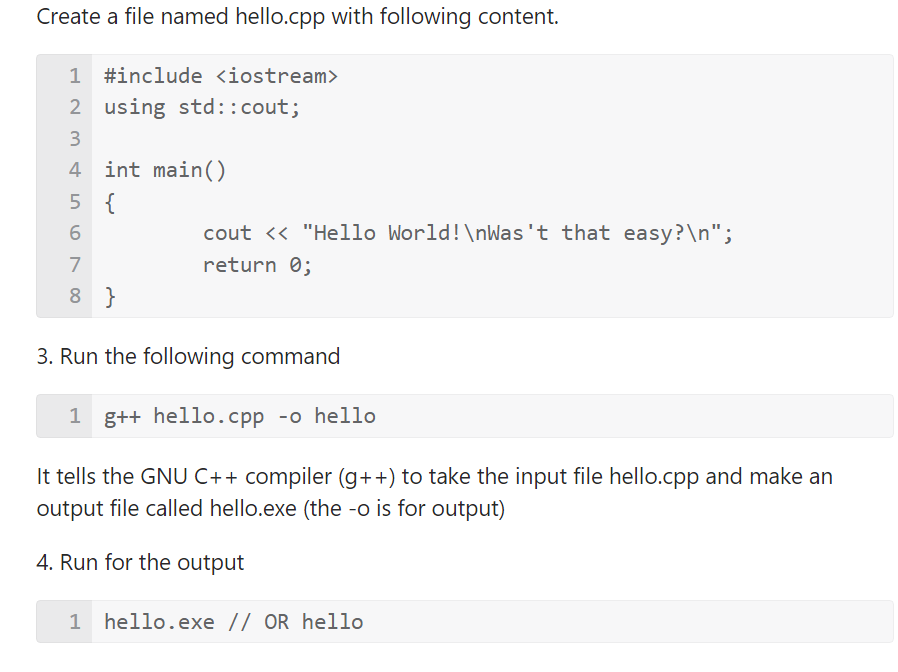 Create a file named hello.cpp with following content.
1 #include <iostream>
2 using std::cout;
3
4 int main()
5 {
6         cout << "Hello World!\nWas't that easy?\n";
7         return 0;
8 }
3. Run the following command
1 g++ hello.cpp -o hello
It tells the GNU C++ compiler (g++) to take the input file hello.cpp and make an
output file called hello.exe (the -o is for output)
4. Run for the output
1 hello.exe // OR hello